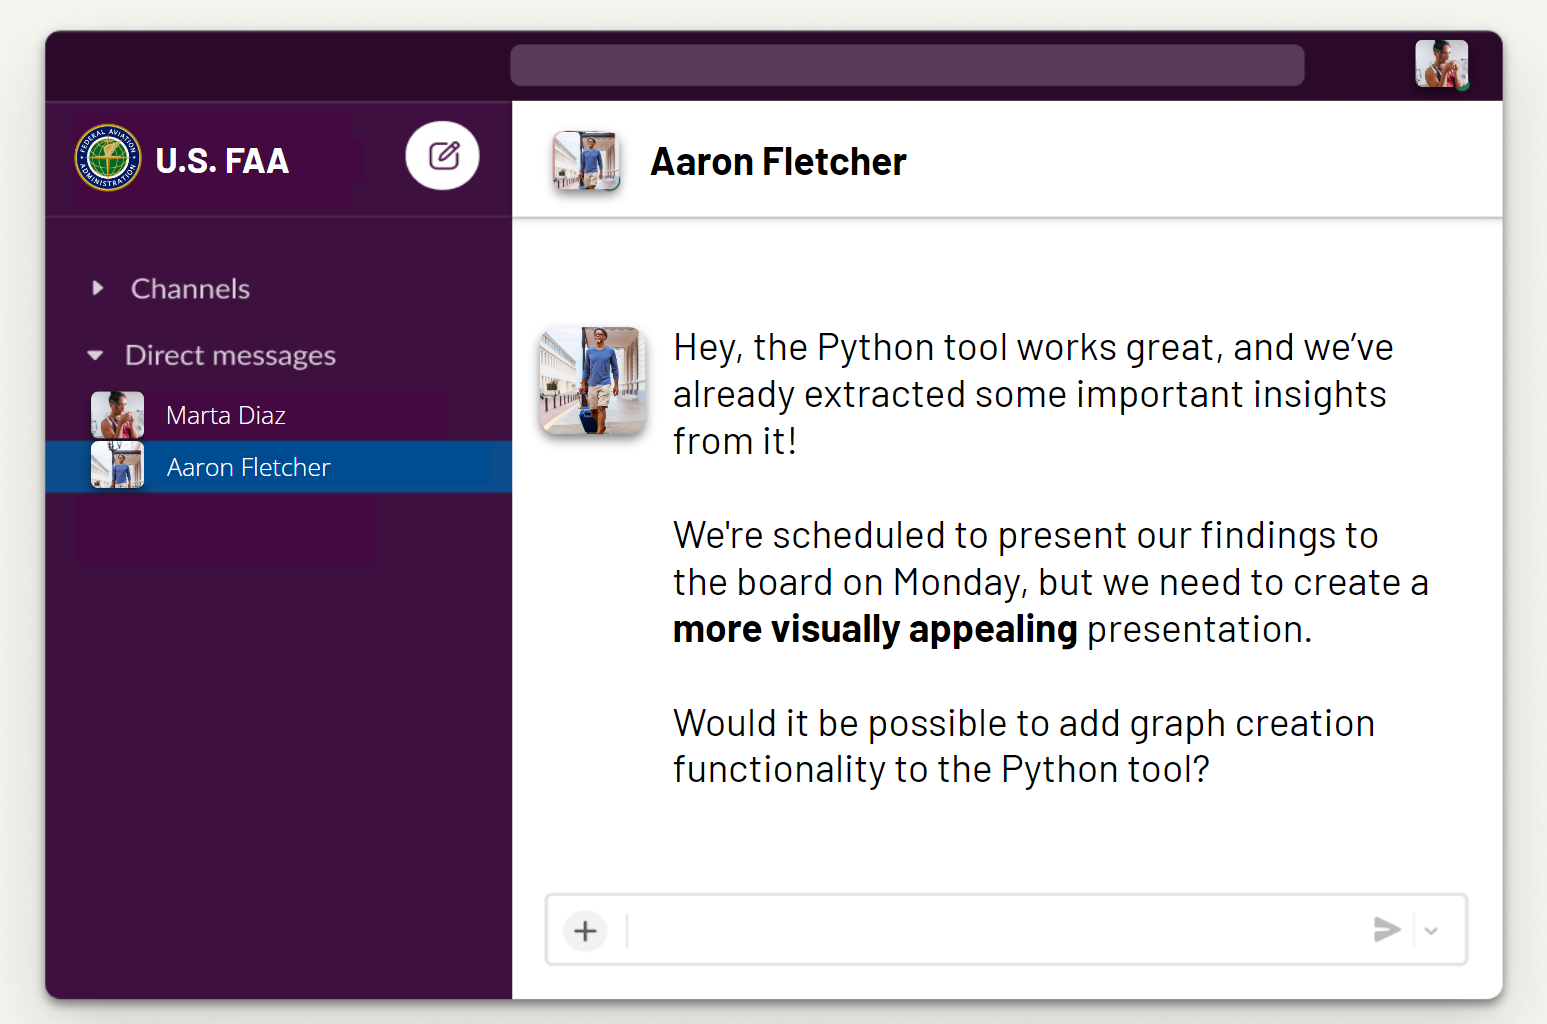 FEDERAL AVIATION
ADMINISTRATION
U.S. FAA
Channels
Direct messages
Marta Diaz
Aaron Fletcher
Aaron Fletcher
Hey, the Python tool works great, and we’ve
already extracted some important insights
from it!
We're scheduled to present our findings to
the board on Monday, but we need to create a
more visually appealing presentation.
Would it be possible to add graph creation
functionality to the Python tool?